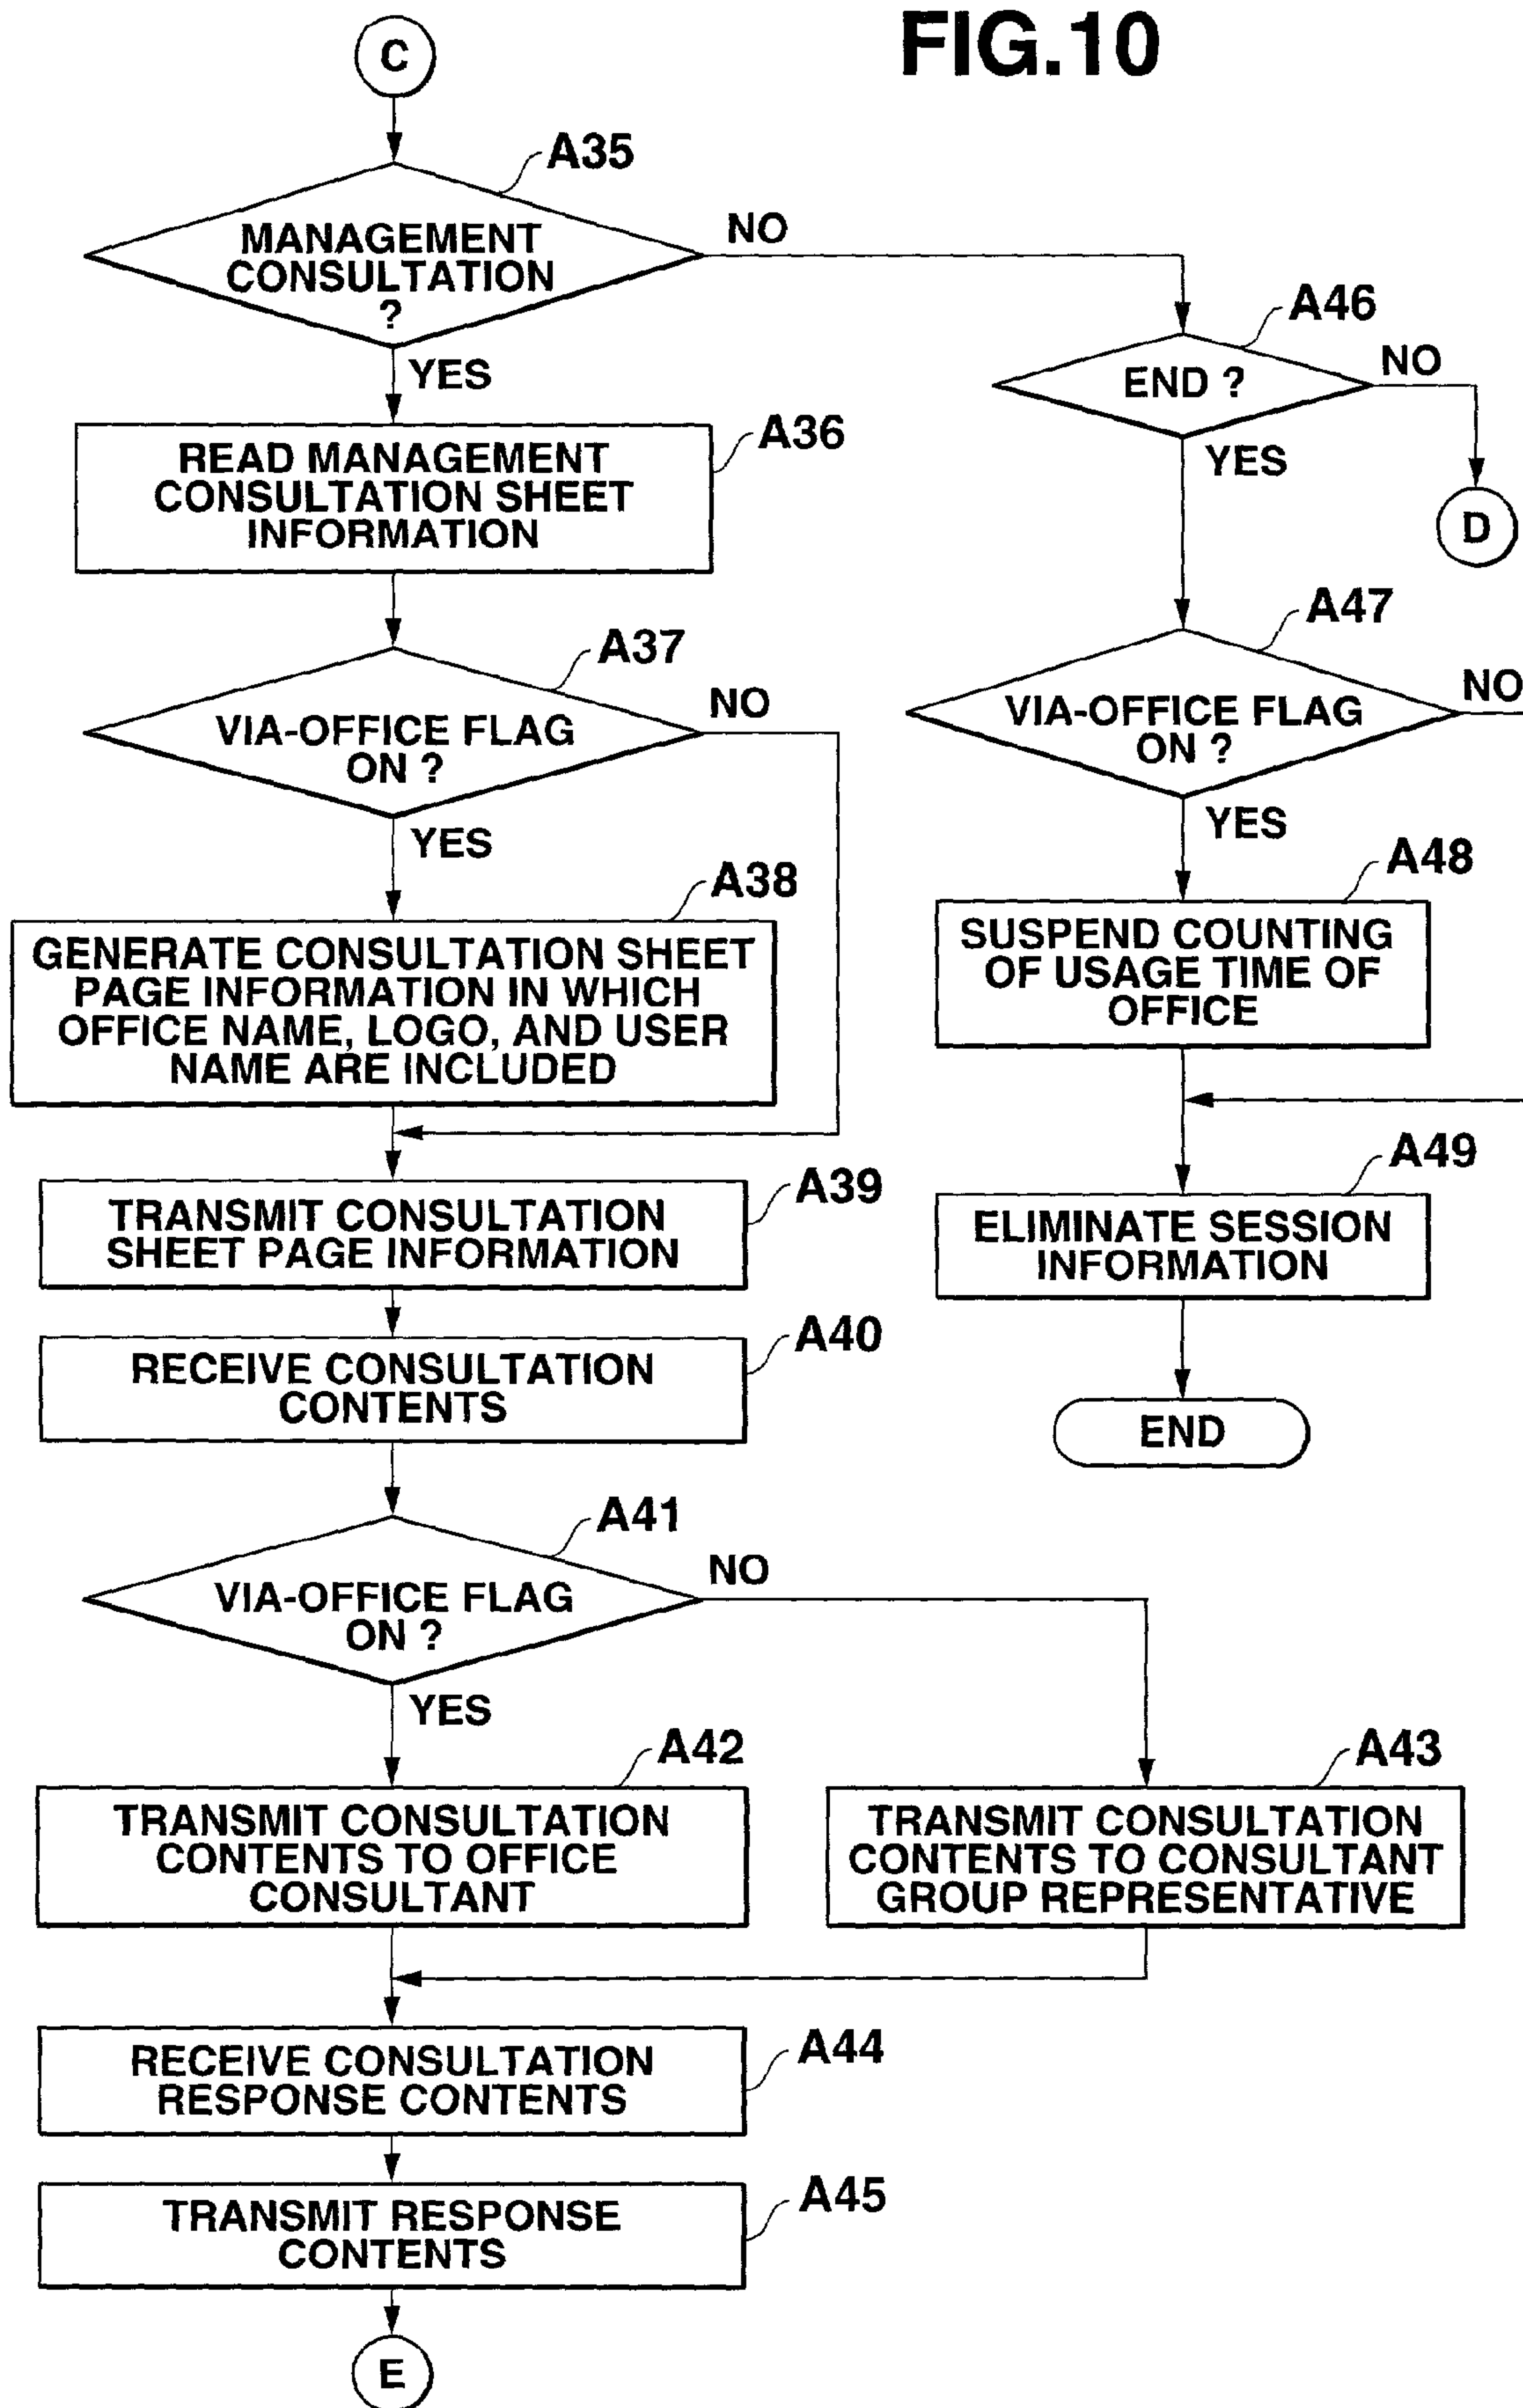 FIG.10
C
A35
MANAGEMENT
CONSULTATION
?
NO
YES
A36
READ MANAGEMENT
CONSULTATION SHEET
INFORMATION
A37
VIA-OFFICE FLAG
ON ?
NO
YES
A38
GENERATE CONSULTATION SHEET
PAGE INFORMATION IN WHICH
OFFICE NAME, LOGO, AND USER
NAME ARE INCLUDED
A39
TRANSMIT CONSULTATION
SHEET PAGE INFORMATION
A40
RECEIVE CONSULTATION
CONTENTS
A41
VIA-OFFICE FLAG
ON ?
NO
YES
A42
TRANSMIT CONSULTATION
CONTENTS TO OFFICE
CONSULTANT
A43
TRANSMIT CONSULTATION
CONTENTS TO CONSULTANT
GROUP REPRESENTATIVE
A44
RECEIVE CONSULTATION
RESPONSE CONTENTS
A45
TRANSMIT RESPONSE
CONTENTS
E
A46
END ?
NO
YES
D
A47
VIA-OFFICE FLAG
ON ?
NO
YES
A48
SUSPEND COUNTING
OF USAGE TIME OF
OFFICE
A49
ELIMINATE SESSION
INFORMATION
END